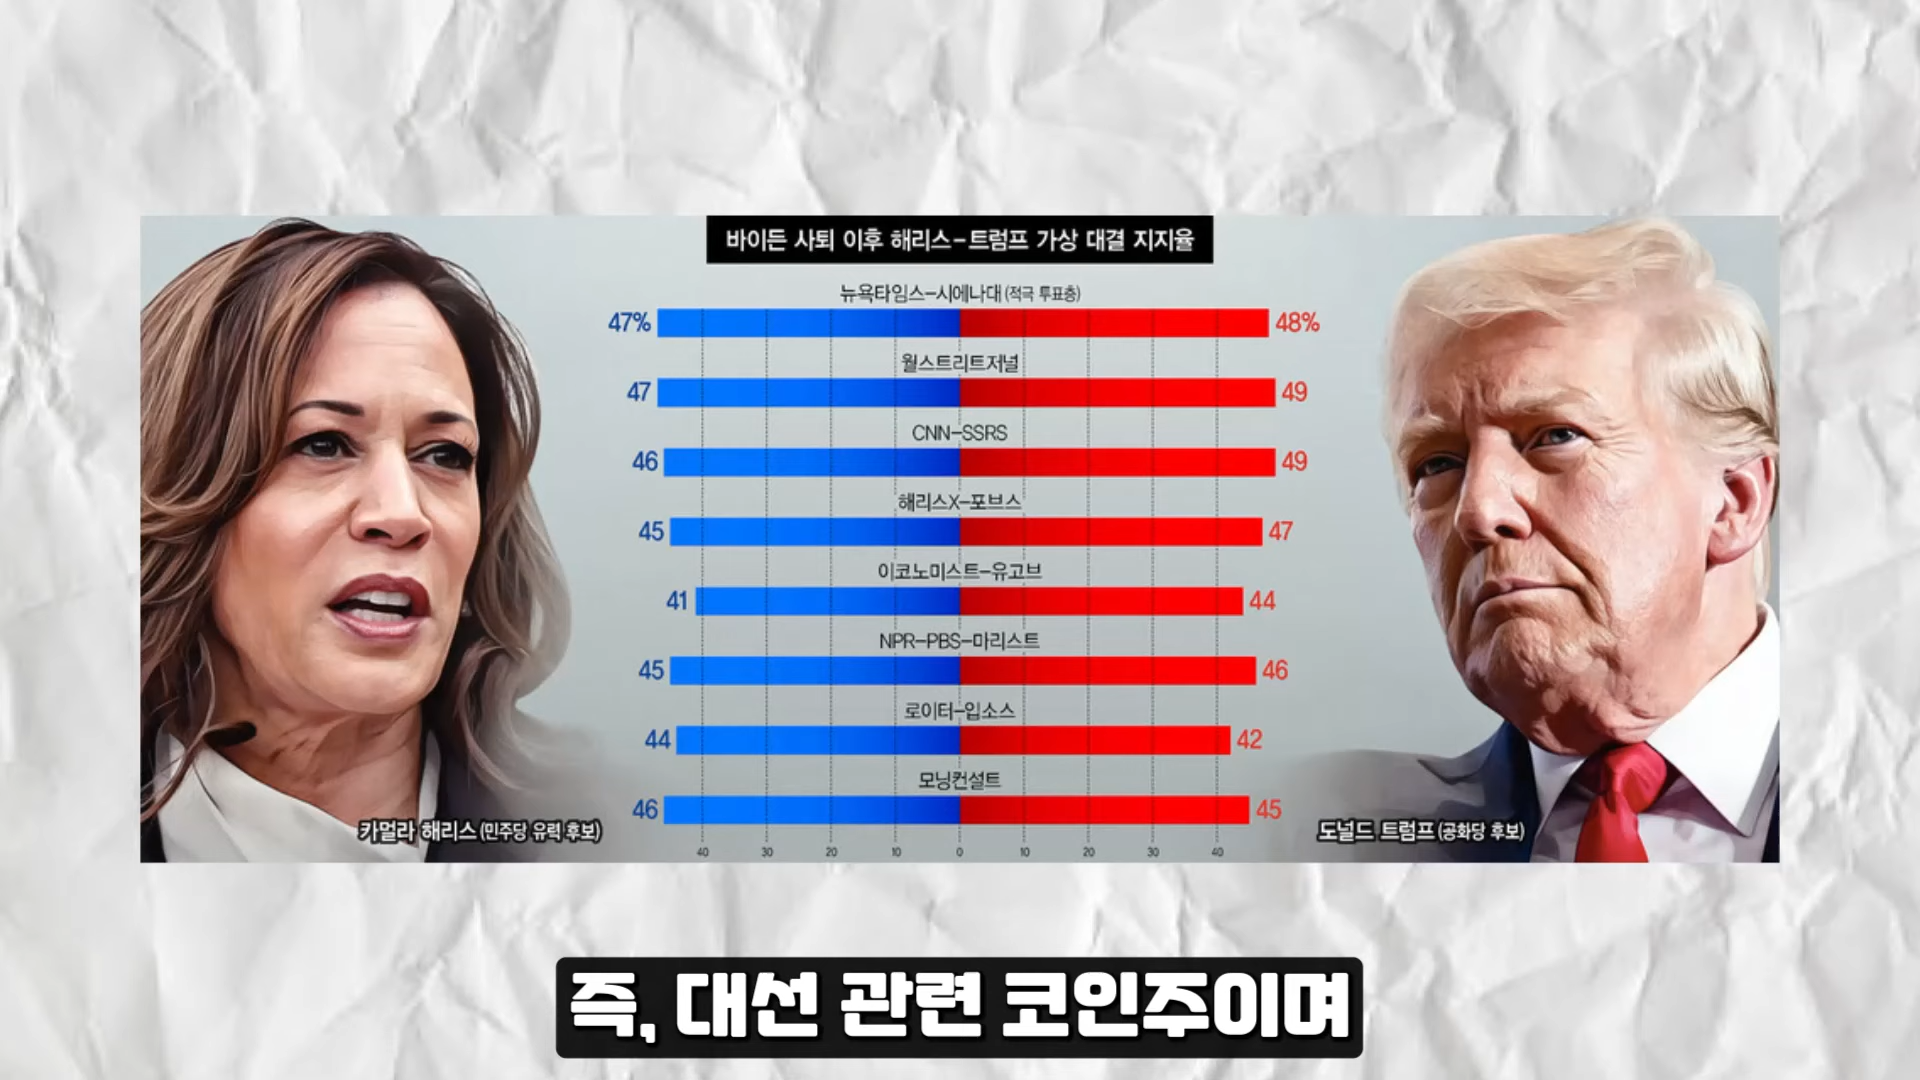 바이든 사퇴 이후 해리스-트럼프 가상 대결 지지율
뉴욕타임스-시에나대 (적극 투표층)
47% 48%
월스트리트저널
47 49
CNN-SSRS
46 49
해리스X-포브스
45 47
이코노미스트-유고브
41 44
NPR-PBS-마리스트
45 46
로이터-입소스
44 42
모닝컨설트
46 45
카멀라 해리스 (민주당 유력 후보)
도널드 트럼프 (공화당 후보)
40 30 20 10 0 10 20 30 40
즉, 대선 관련 코인주이며